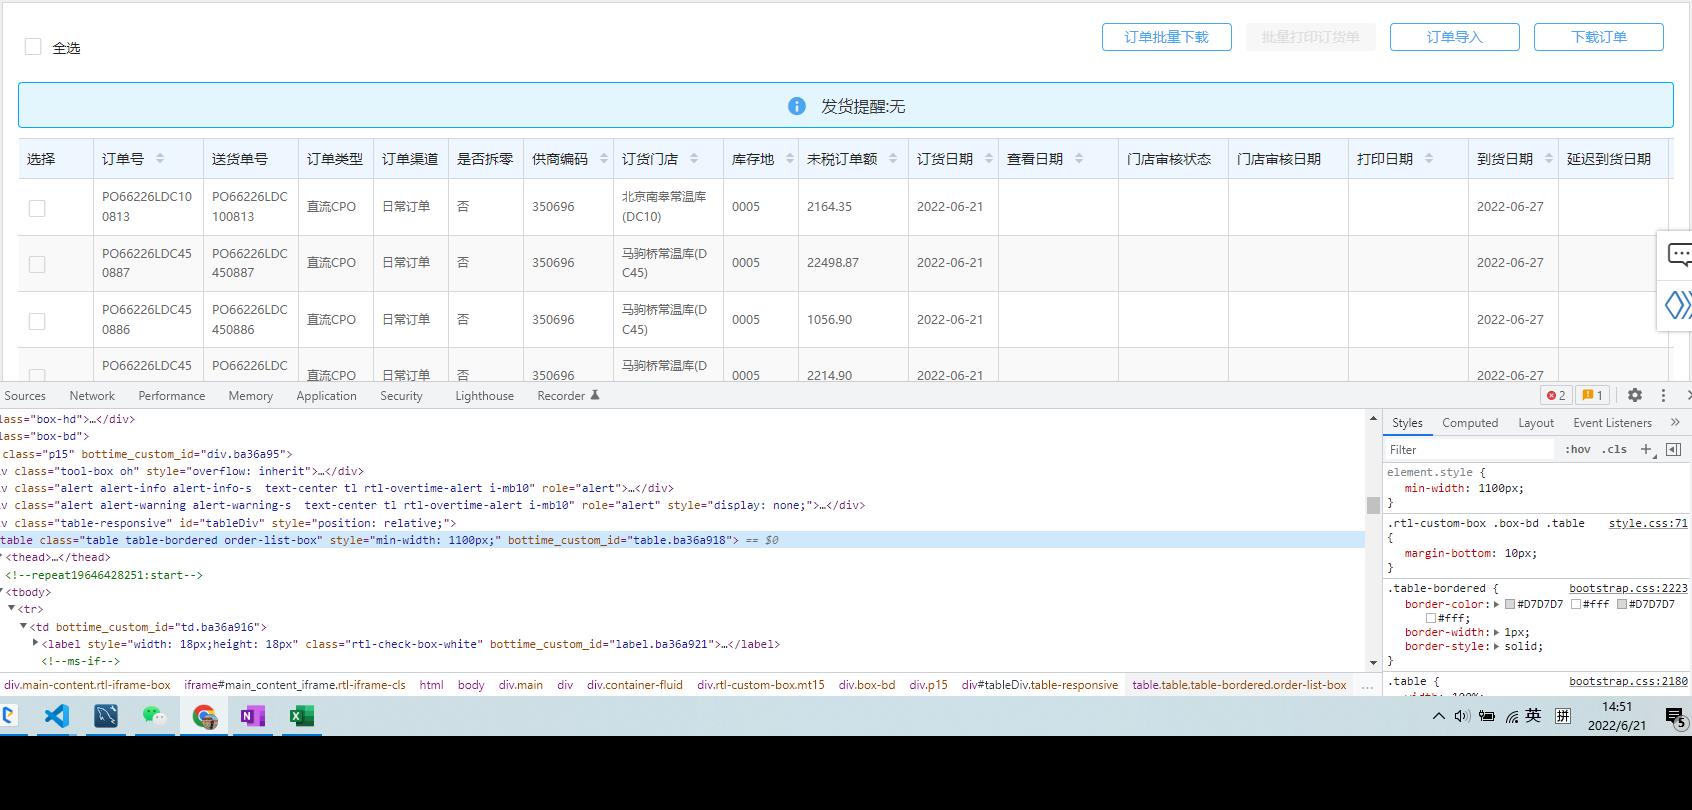 全选
订单批量下载
批量打印订货单
订单导入
下载订单
发货提醒:无
选择 订单号 送货单号 订单类型 订单渠道 是否拆零 供商编码 订货门店 库存地 未税订单额 订货日期 查看日期 门店审核状态 门店审核日期 打印日期 到货日期 延迟到货日期
PO66226LDC10 PO66226LDC 北京南皋常温库
0813 100813 直流CPO 日常订单 否 350696 (DC10) 0005 2164.35 2022-06-21 2022-06-27
PO66226LDC45 PO66226LDC 马驹桥常温库(D
0887 450887 直流CPO 日常订单 否 350696 C45) 0005 22498.87 2022-06-21 2022-06-27
PO66226LDC45 PO66226LDC 马驹桥常温库(D
0886 450886 直流CPO 日常订单 否 350696 C45) 0005 1056.90 2022-06-21 2022-06-27
PO66226LDC45 PO66226LDC 马驹桥常温库(D
直流CPO 日常订单 否 350696 0005 2214.90 2022-06-21 2022-06-27
Sources Network Performance Memory Application Security Lighthouse Recorder 2 1
lass="box-hd">…</div>
lass="box-bd">
class="p15" bottime_custom_id="div.ba36a95">
v class="tool-box oh" style="overflow: inherit">…</div>
v class="alert alert-info alert-info-s  text-center tl rtl-overtime-alert i-mb10" role="alert">…</div>
v class="alert alert-warning alert-warning-s  text-center tl rtl-overtime-alert i-mb10" role="alert" style="display: none;">…</div>
v class="table-responsive" id="tableDiv" style="position: relative;">
table class="table table-bordered order-list-box" style="min-width: 1100px;" bottime_custom_id="table.ba36a918"> == $0
<thead>…</thead>
<!--repeat19646428251:start-->
<tbody>
<tr>
<td bottime_custom_id="td.ba36a916">
<label style="width: 18px;height: 18px" class="rtl-check-box-white" bottime_custom_id="label.ba36a921">…</label>
<!--ms-if-->
div.main-content.rtl-iframe-box iframe#main_content_iframe.rtl-iframe-cls html body div.main div div.container-fluid div.rtl-custom-box.mt15 div.box-bd div.p15 div#tableDiv.table-responsive table.table.table-bordered.order-list-box …
Styles Computed Layout Event Listeners »
Filter :hov .cls +
element.style {
min-width: 1100px;
}
.rtl-custom-box .box-bd .table style.css:71
{
margin-bottom: 10px;
}
.table-bordered { bootstrap.css:2223
border-color: #D7D7D7 #fff #D7D7D7
#fff;
border-width: 1px;
border-style: solid;
}
.table { bootstrap.css:2180
英 拼
14:51
2022/6/21
5